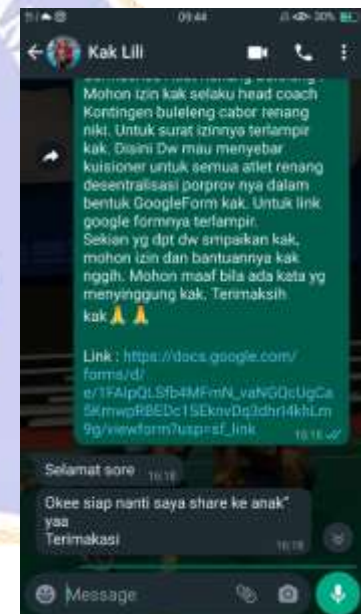 09:44
30%
Kak Lili
Mohon izin kak selaku head coach
Kontingen buleleng cabor renang
niki. Untuk surat izinnya terlampir
kak. Disini Dw mau menyebar
kuisioner untuk semua atlet renang
desentralisasi porprov nya dalam
bentuk GoogleForm kak. Untuk link
google formnya terlampir.
Sekian yg dpt dw smpaikan kak,
mohon izin dan bantuannya kak
nggih. Mohon maaf bila ada kata yg
menyinggung kak. Terimaksih
kak🙏🙏
Link : https://docs.google.com/
forms/d/
9g/viewform?usp=sf_link
16:16
Selamat sore
16:18
Okee siap nanti saya share ke anak"
yaa
Terimakasi
16:18
Message